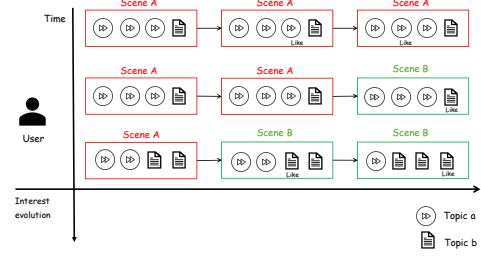 Time
Scene A
Scene A
Scene A
Like
Like
Scene A
Scene A
Scene B
Like
User
Scene A
Scene B
Scene B
Like
Like
Interest
evolution
Topic a
Topic b